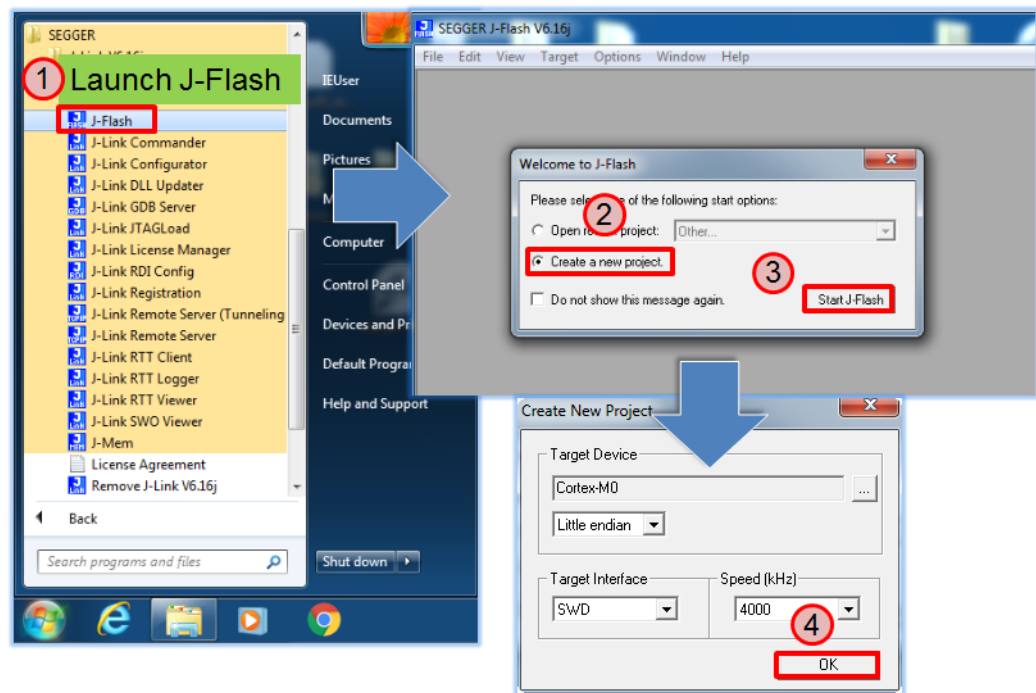 SEGGER
1 Launch J-Flash
J-Flash
J-Link Commander
J-Link Configurator
J-Link DLL Updater
J-Link GDB Server
J-Link JTAGLoad
J-Link License Manager
J-Link RDI Config
J-Link Registration
J-Link Remote Server (Tunneling
J-Link Remote Server
J-Link RTT Client
J-Link RTT Logger
J-Link RTT Viewer
J-Link SWO Viewer
J-Mem
License Agreement
Remove J-Link V6.16j
Back
Search programs and files
IEUser
Documents
Pictures
Computer
Control Panel
Devices and Pr
Default Progra
Help and Support
Shut down
SEGGER J-Flash V6.16j
File Edit View Target Options Window Help
Welcome to J-Flash
Please of the following start options:
2
Open project: Other...
Create a new project.
3
Do not show this message again.
Start J-Flash
Create New Project
Target Device
Cortex-M0
...
Little endian
Target Interface
Speed (kHz)
SWD
4000
4
OK